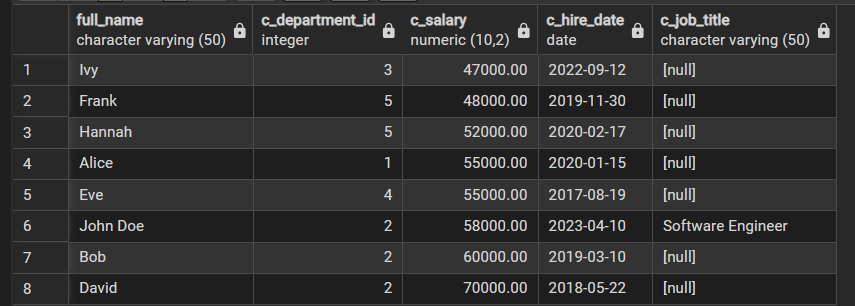 full_name c_department_id c_salary c_hire_date c_job_title
character varying (50) integer numeric (10,2) date character varying (50)
1 Ivy 3 47000.00 2022-09-12 [null]
2 Frank 5 48000.00 2019-11-30 [null]
3 Hannah 5 52000.00 2020-02-17 [null]
4 Alice 1 55000.00 2020-01-15 [null]
5 Eve 4 55000.00 2017-08-19 [null]
6 John Doe 2 58000.00 2023-04-10 Software Engineer
7 Bob 2 60000.00 2019-03-10 [null]
8 David 2 70000.00 2018-05-22 [null]